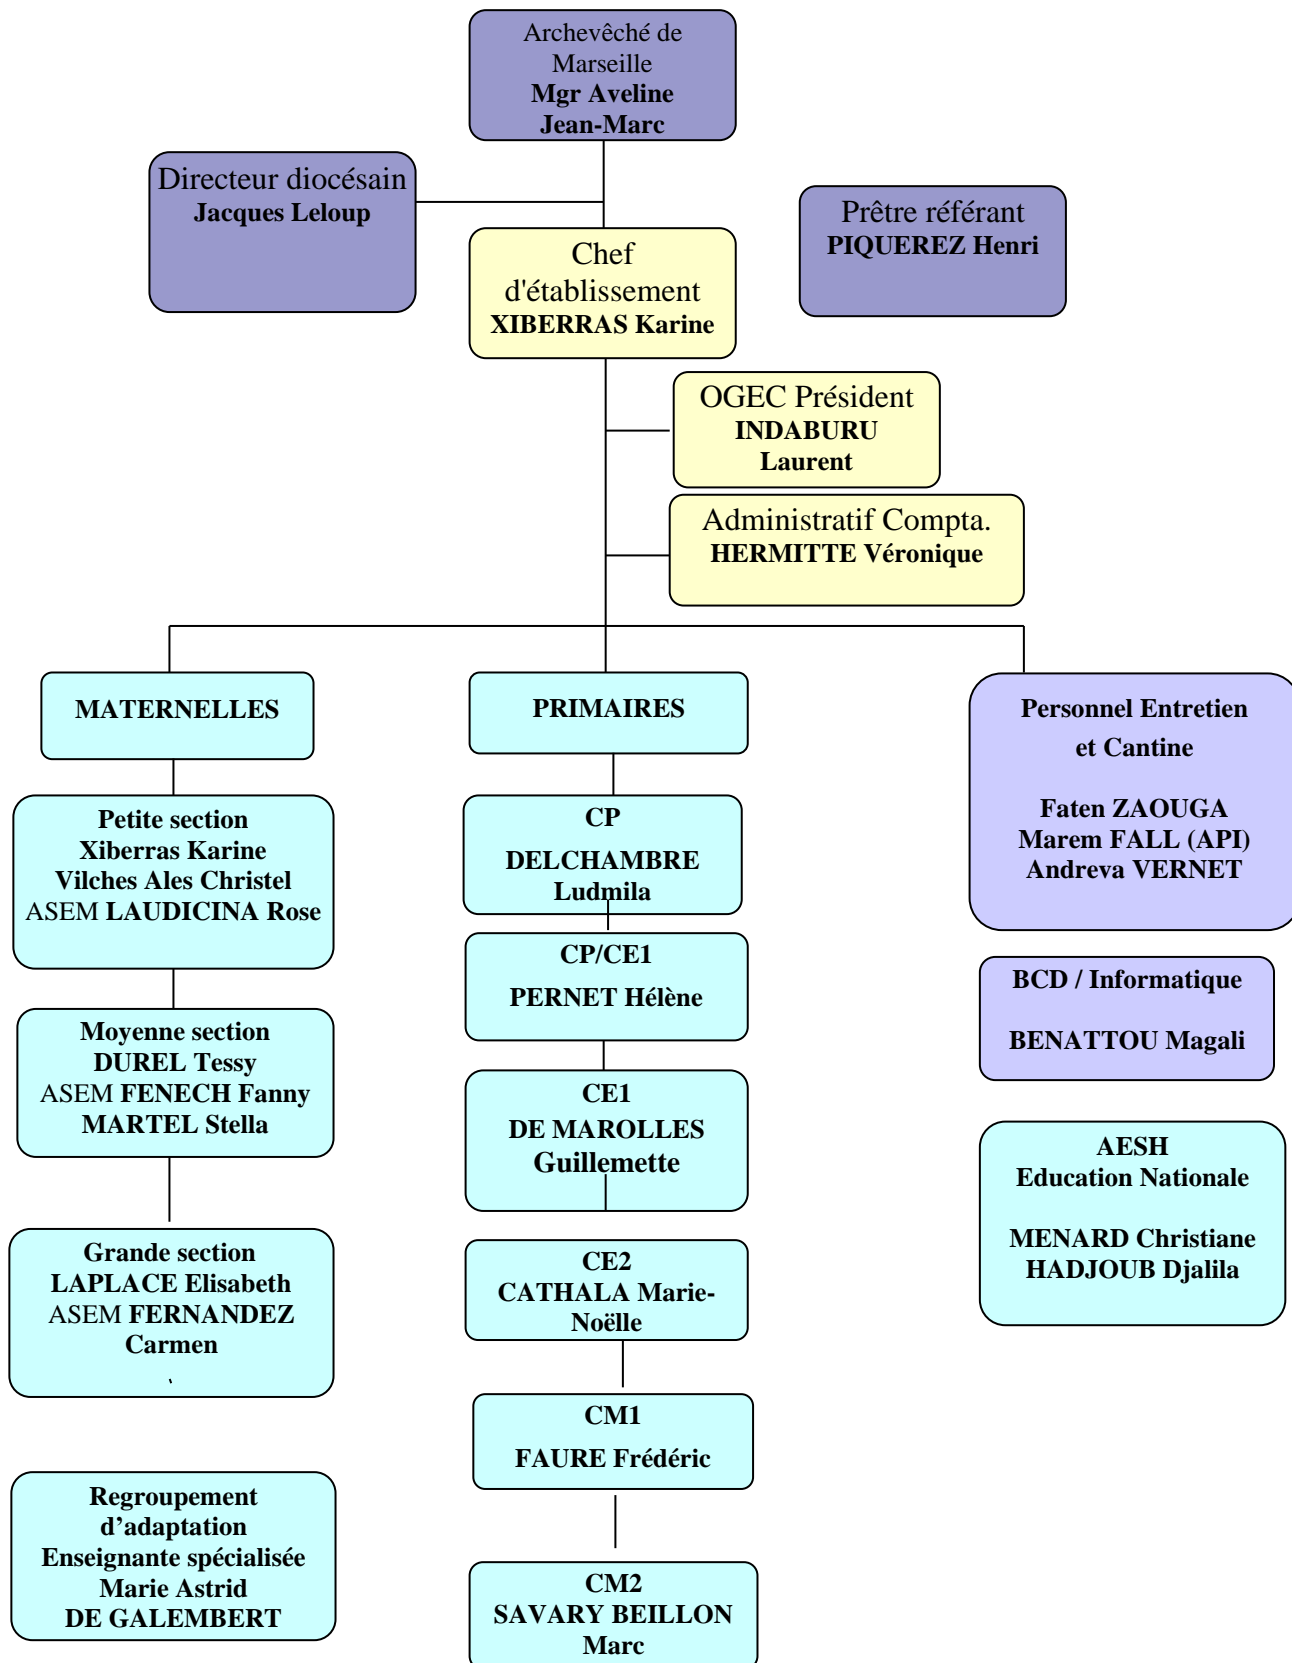 Archevêché de
Marseille
Mgr Aveline
Jean-Marc
Directeur diocésain
Jacques Leloup
Prêtre référant
PIQUEREZ Henri
Chef
d'établissement
XIBERRAS Karine
OGEC Président
INDABURU
Laurent
Administratif Compta.
HERMITTE Véronique
MATERNELLES
Petite section
Xiberras Karine
Vilches Ales Christel
ASEM LAUDICINA Rose
Moyenne section
DUREL Tessy
ASEM FENECH Fanny
MARTEL Stella
Grande section
LAPLACE Elisabeth
ASEM FERNANDEZ
Carmen
Regroupement
d’adaptation
Enseignante spécialisée
Marie Astrid
DE GALEMBERT
PRIMAIRES
CP
DELCHAMBRE
Ludmila
CP/CE1
PERNET Hélène
CE1
DE MAROLLES
Guillemette
CE2
CATHALA Marie-
Noëlle
CM1
FAURE Frédéric
CM2
SAVARY BEILLON
Marc
Personnel Entretien
et Cantine
Faten ZAOUGA
Marem FALL (API)
Andreva VERNET
BCD / Informatique
BENATTOU Magali
AESH
Education Nationale
MENARD Christiane
HADJOUB Djalila